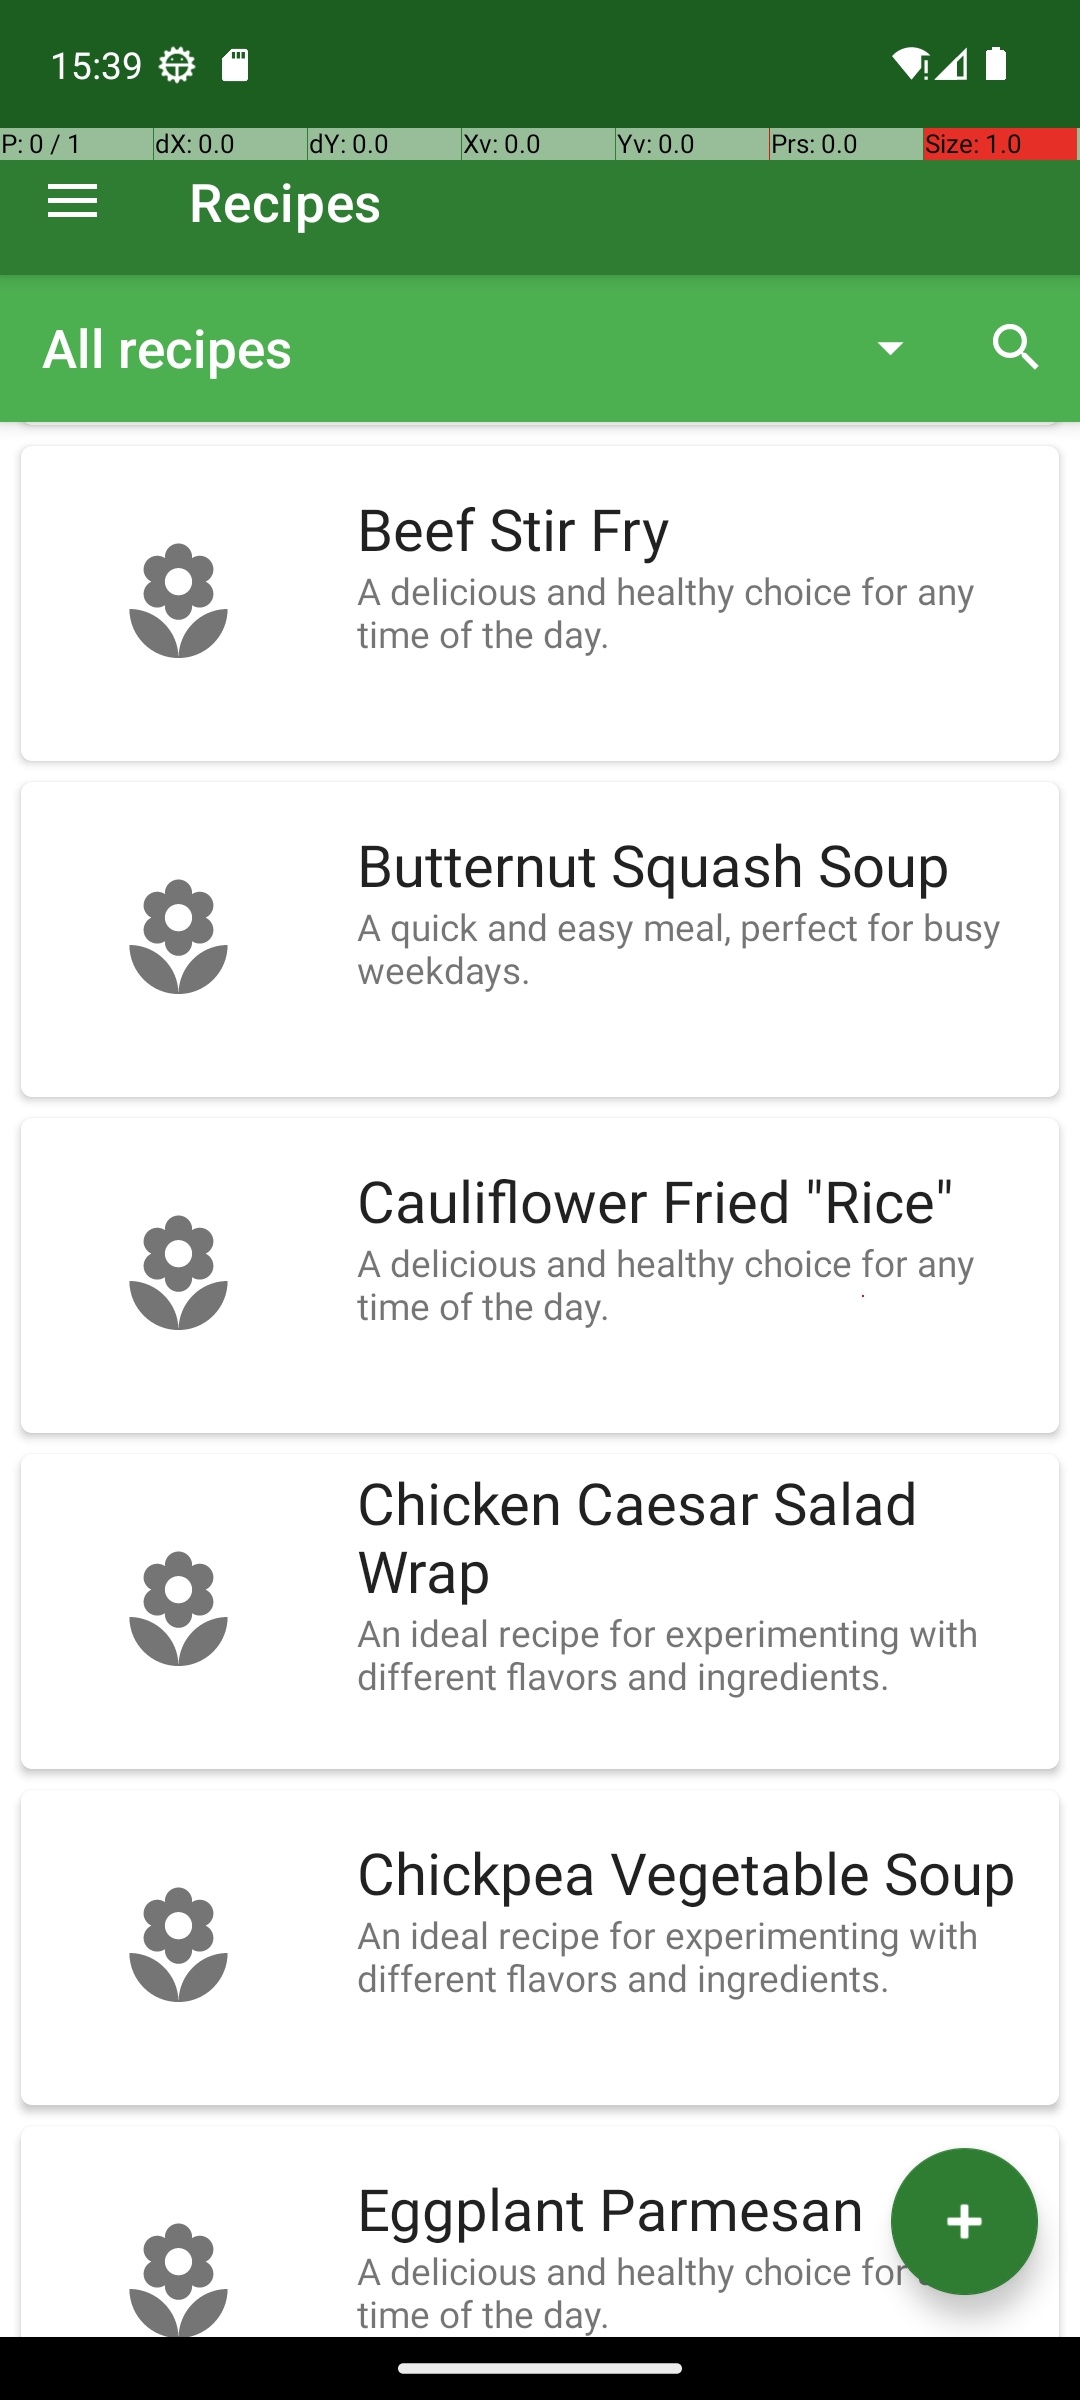 15:39
P: 0 / 1 dX: 0.0 dY: 0.0 Xv: 0.0 Yv: 0.0 Prs: 0.0 Size: 1.0
Recipes
All recipes
Beef Stir Fry
A delicious and healthy choice for any
time of the day.
Butternut Squash Soup
A quick and easy meal, perfect for busy
weekdays.
Cauliflower Fried "Rice"
A delicious and healthy choice for any
time of the day.
Chicken Caesar Salad
Wrap
An ideal recipe for experimenting with
different flavors and ingredients.
Chickpea Vegetable Soup
An ideal recipe for experimenting with
different flavors and ingredients.
Eggplant Parmesan
A delicious and healthy choice for
time of the day.